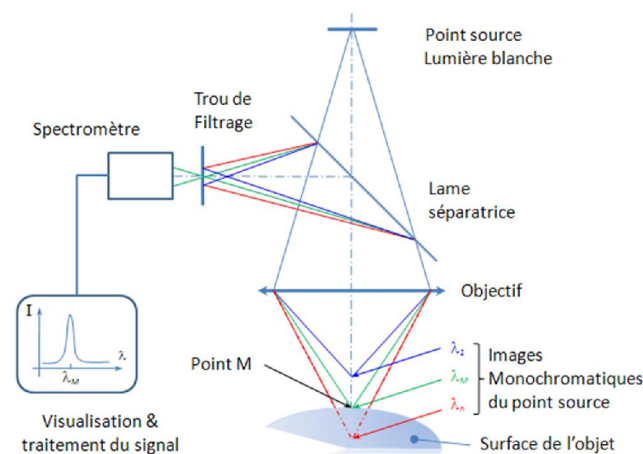 Point source
Lumière blanche
Trou de
Filtrage
Spectromètre
Lame
séparatrice
Objectif
I
λ
λM
Point M
λ1
λM
λn
Images
Monochromatiques
du point source
Visualisation &
traitement du signal
Surface de l'objet